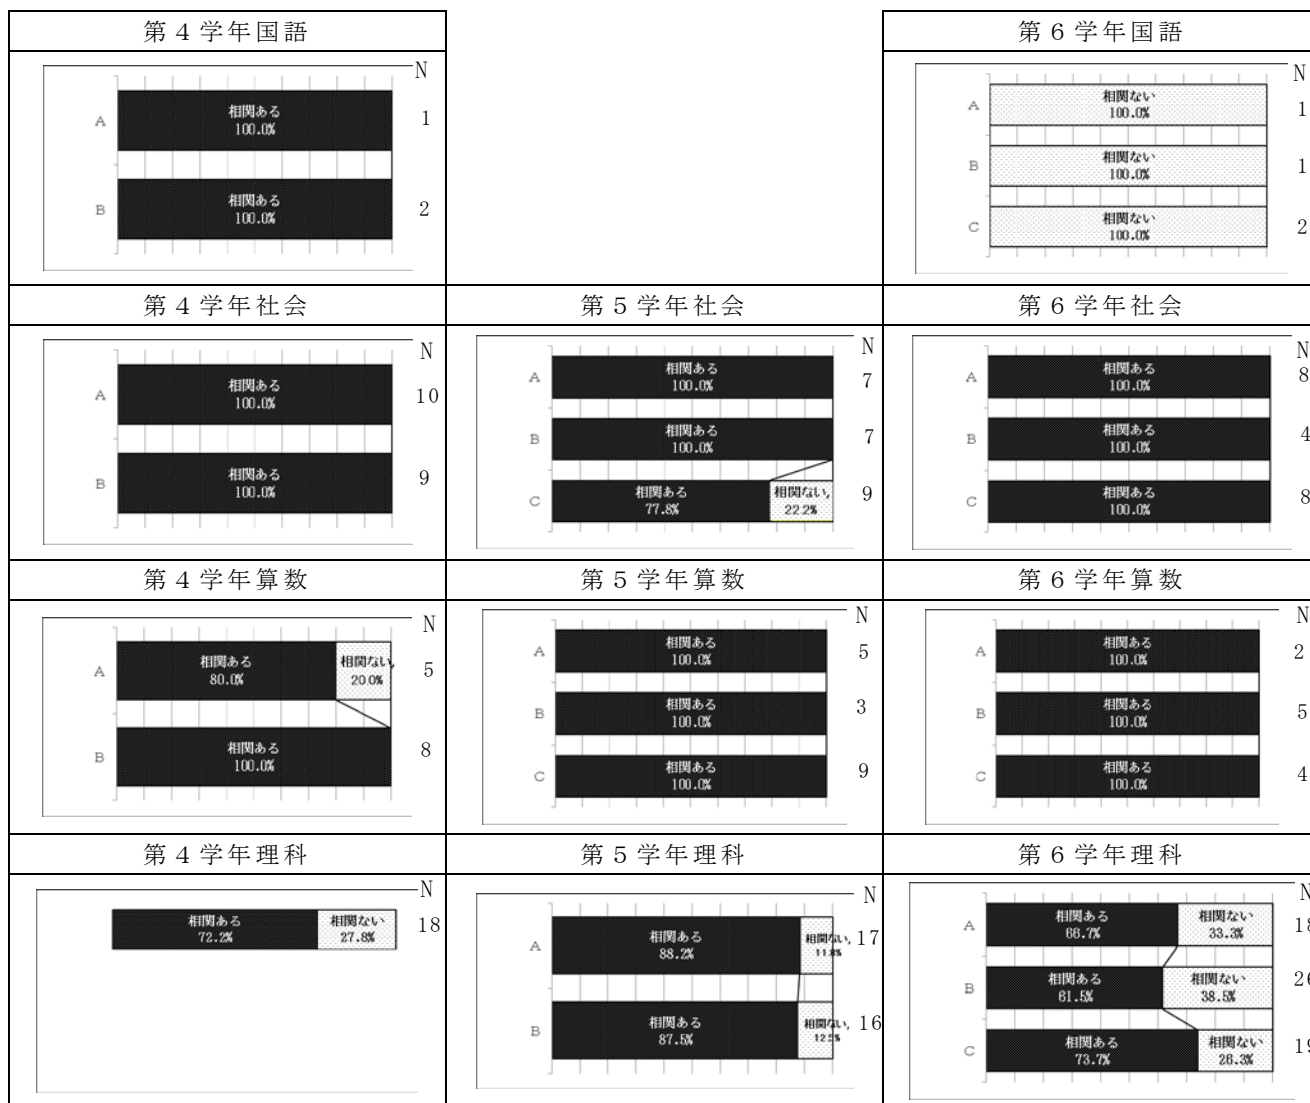 第４学年国語
N
A
相関ある
100.0%
1
B
相関ある
100.0%
2
第６学年国語
N
A
相関ない
100.0%
1
B
相関ない
100.0%
1
C
相関ない
100.0%
2
第４学年社会
N
A
相関ある
100.0%
10
B
相関ある
100.0%
9
第５学年社会
N
A
相関ある
100.0%
7
B
相関ある
100.0%
7
C
相関ある
77.8%
相関ない,
22.2%
9
第６学年社会
N
A
相関ある
100.0%
8
B
相関ある
100.0%
4
C
相関ある
100.0%
8
第４学年算数
N
A
相関ある
80.0%
相関ない,
20.0%
5
B
相関ある
100.0%
8
第５学年算数
N
A
相関ある
100.0%
5
B
相関ある
100.0%
3
C
相関ある
100.0%
9
第６学年算数
N
A
相関ある
100.0%
2
B
相関ある
100.0%
5
C
相関ある
100.0%
4
第４学年理科
N
相関ある
72.2%
相関ない
27.8%
18
第５学年理科
N
A
相関ある
88.2%
相関ない,
11.8%
17
B
相関ある
87.5%
相関ない,
12.5%
16
第６学年理科
N
A
相関ある
66.7%
相関ない
33.3%
18
B
相関ある
61.5%
相関ない
38.5%
26
C
相関ある
73.7%
相関ない
26.3%
19